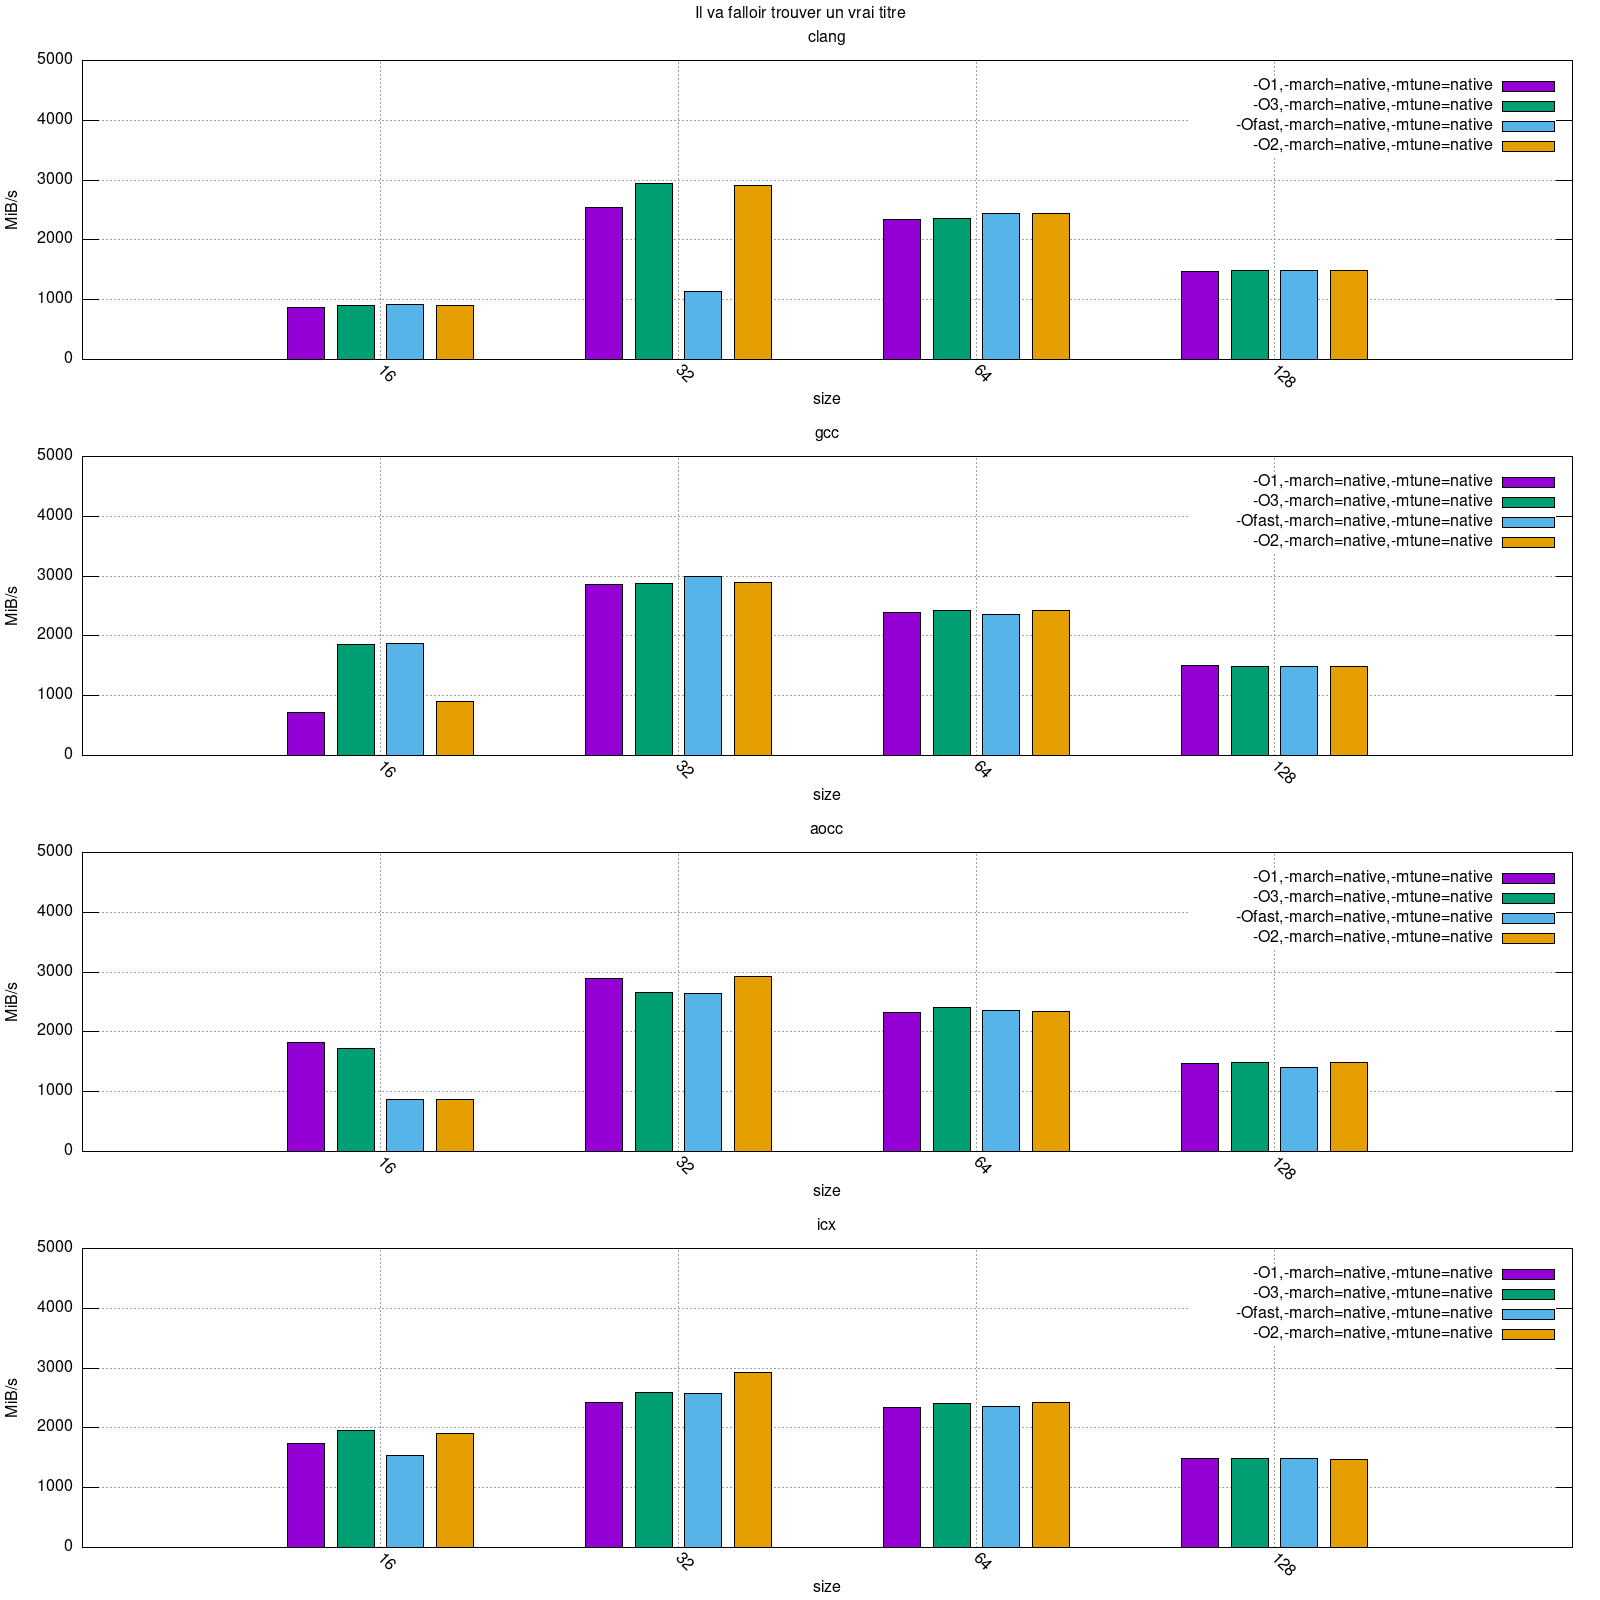 Il va falloir trouver un vrai titre
clang
5000
4000
3000
2000
1000
0
MiB/s
-O1,-march=native,-mtune=native
-O3,-march=native,-mtune=native
-Ofast,-march=native,-mtune=native
-O2,-march=native,-mtune=native
16
32
64
128
size
gcc
5000
4000
3000
2000
1000
0
MiB/s
-O1,-march=native,-mtune=native
-O3,-march=native,-mtune=native
-Ofast,-march=native,-mtune=native
-O2,-march=native,-mtune=native
16
32
64
128
size
aocc
5000
4000
3000
2000
1000
0
MiB/s
-O1,-march=native,-mtune=native
-O3,-march=native,-mtune=native
-Ofast,-march=native,-mtune=native
-O2,-march=native,-mtune=native
16
32
64
128
size
icx
5000
4000
3000
2000
1000
0
MiB/s
-O1,-march=native,-mtune=native
-O3,-march=native,-mtune=native
-Ofast,-march=native,-mtune=native
-O2,-march=native,-mtune=native
16
32
64
128
size